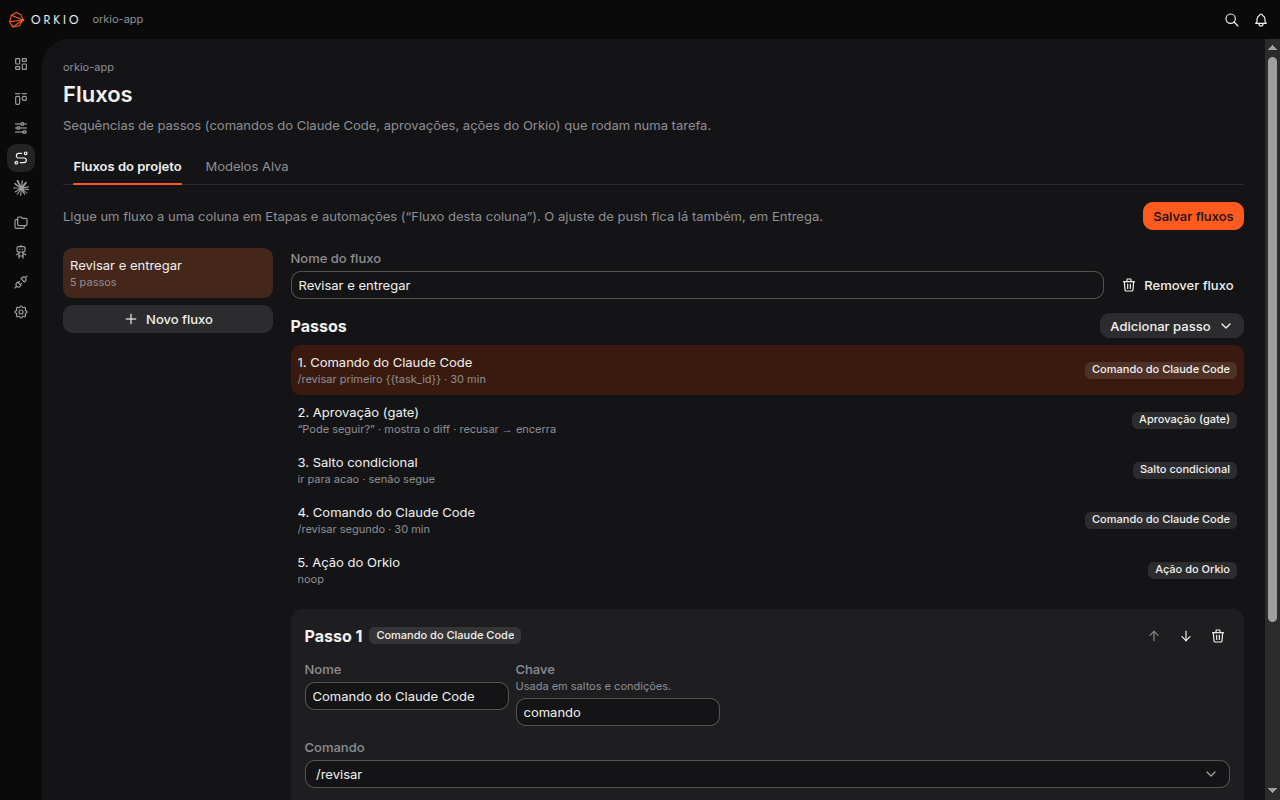 ORKIO orkio-app
orkio-app
Fluxos
Sequências de passos (comandos do Claude Code, aprovações, ações do Orkio) que rodam numa tarefa.
Fluxos do projeto Modelos Alva
Ligue um fluxo a uma coluna em Etapas e automações (“Fluxo desta coluna”). O ajuste de push fica lá também, em Entrega.
Salvar fluxos
Revisar e entregar
5 passos
Novo fluxo
Nome do fluxo
Revisar e entregar
Remover fluxo
Passos
Adicionar passo
1. Comando do Claude Code
/revisar primeiro {{task_id}} · 30 min
Comando do Claude Code
2. Aprovação (gate)
“Pode seguir?” · mostra o diff · recusar → encerra
Aprovação (gate)
3. Salto condicional
ir para acao · senão segue
Salto condicional
4. Comando do Claude Code
/revisar segundo · 30 min
Comando do Claude Code
5. Ação do Orkio
noop
Ação do Orkio
Passo 1 Comando do Claude Code
Nome
Comando do Claude Code
Chave
Usada em saltos e condições.
comando
Comando
/revisar